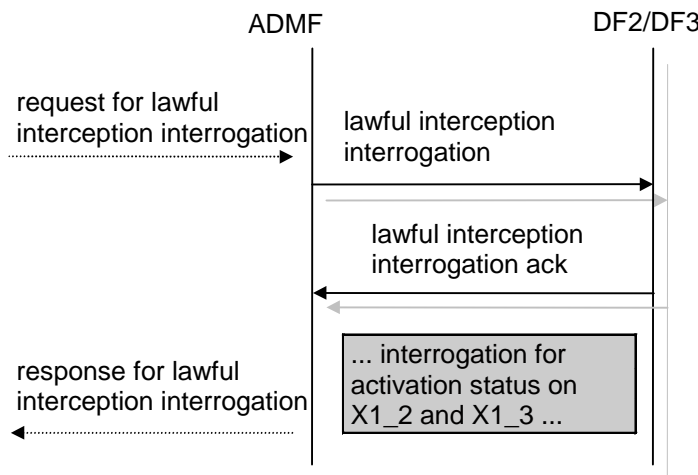 ADMF
DF2/DF3
request for lawful
interception interrogation
lawful interception
interrogation
lawful interception
interrogation ack
... interrogation for
activation status on
X1_2 and X1_3 ...
response for lawful
interception interrogation